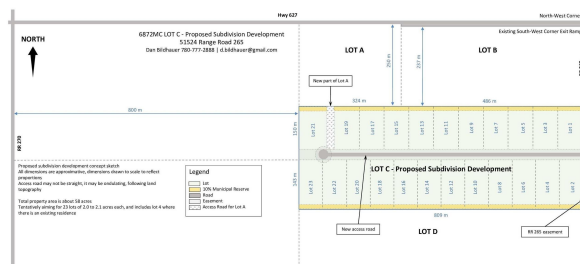 Hwy 627
North-West Corner
NORTH
6872MC LOT C - Proposed Subdivision Development
51524 Range Road 265
Dan Bildhauer 780-777-2888 | d.bildhauer@gmail.com
Existing South-West Corner Exit Ramp
LOT A
LOT B
250 m
237 m
New part of Lot A
800 m
324 m
486 m
RR 270
110 m
Lot 21
Lot 17
Lot 15
Lot 13
Lot 11
Lot 9
Lot 7
Lot 5
Lot 3
Lot 1
Proposed subdivision development concept sketch
All dimensions are approximative, dimensions drawn to scale to reflect
proportions
Access road may not be straight, it may be undulating, following land
topography
Total property area is about 58 acres
Tentatively aiming for 23 lots of 2.0 to 2.1 acres each, and includes lot 4 where
there is an existing residence
Legend
Lot
10% Municipal Reserve
Road
Easement
Access Road for Lot A
LOT C - Proposed Subdivision Development
145 m
Lot 23
Lot 22
Lot 20
Lot 18
Lot 16
Lot 14
Lot 12
Lot 10
Lot 8
Lot 6
Lot 4
Lot 2
809 m
New access road
LOT D
RR 265 easement